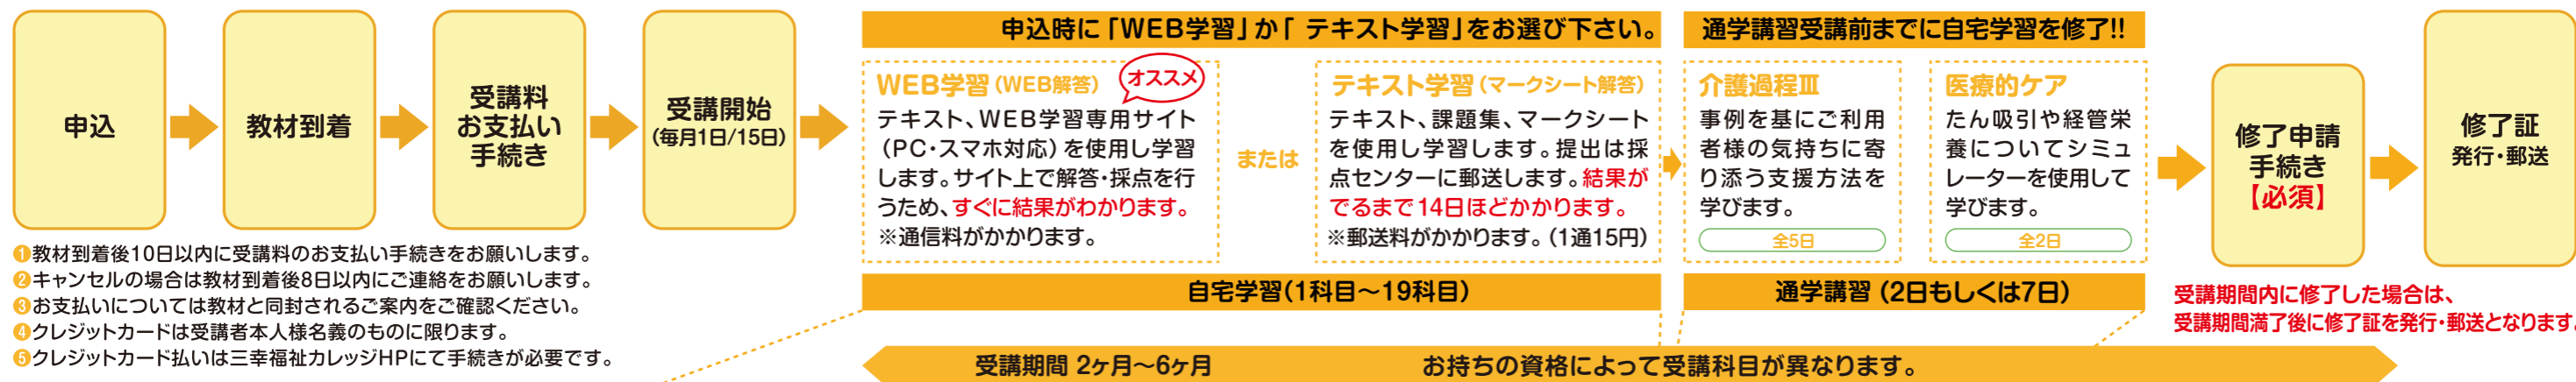 申込
教材到着
受講料
お支払い
手続き
受講開始
(毎月1日/15日)
申込時に「WEB学習」か「 テキスト学習」をお選び下さい。
WEB学習(WEB解答)
オススメ
テキスト、WEB学習専用サイト
(PC・スマホ対応)を使用し学習
します。サイト上で解答・採点を行
うため、すぐに結果がわかります。
※通信料がかかります。
または
テキスト学習(マークシート解答)
テキスト、課題集、マークシート
を使用し学習します。提出は採
点センターに郵送します。結果が
でるまで14日ほどかかります。
※郵送料がかかります。(1通15円)
自宅学習(1科目～19科目)
通学講習受講前までに自宅学習を修了!!
介護過程Ⅲ
事例を基にご利用
者様の気持ちに寄
り添う支援方法を
学びます。
全5日
医療的ケア
たん吸引や経管栄
養についてシミュ
レーターを使用して
学びます。
全2日
通学講習 (2日もしくは7日)
修了申請
手続き
【必須】
修了証
発行・郵送
❶教材到着後10日以内に受講料のお支払い手続きをお願いします。
❷キャンセルの場合は教材到着後8日以内にご連絡をお願いします。
❸お支払いについては教材と同封されるご案内をご確認ください。
❹クレジットカードは受講者本人様名義のものに限ります。
❺クレジットカード払いは三幸福祉カレッジHPにて手続きが必要です。
受講期間内に修了した場合は、
受講期間満了後に修了証を発行・郵送となります。
受講期間 2ヶ月～6ヶ月 お持ちの資格によって受講科目が異なります。